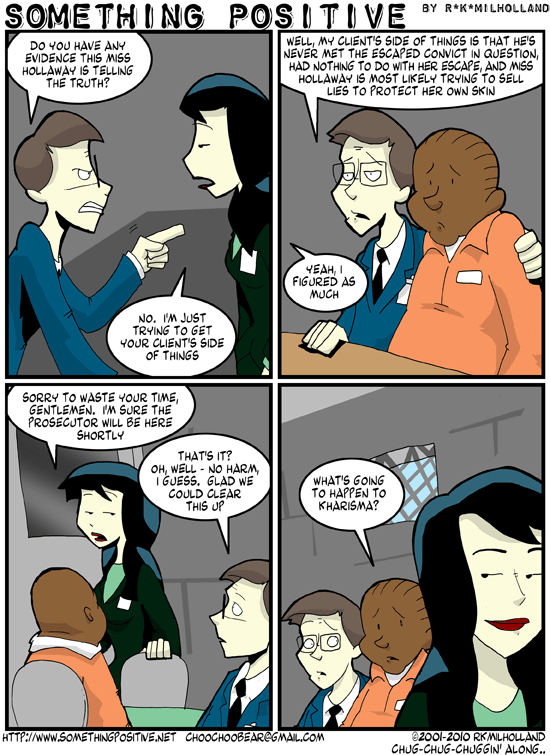 SOMETHING POSITIVE BY R*K*MILHOLLAND
DO YOU HAVE ANY
EVIDENCE THIS MISS
HOLLAWAY IS TELLING
THE TRUTH?
NO. I'M JUST
TRYING TO GET
YOUR CLIENT'S SIDE
OF THINGS
WELL, MY CLIENT'S SIDE OF THINGS IS THAT HE'S
NEVER MET THE ESCAPED CONVICT IN QUESTION,
HAD NOTHING TO DO WITH HER ESCAPE, AND MISS
HOLLAWAY IS MOST LIKELY TRYING TO SELL
LIES TO PROTECT HER OWN SKIN
YEAH, I
FIGURED AS
MUCH
SORRY TO WASTE YOUR TIME,
GENTLEMEN. I'M SURE THE
PROSECUTOR WILL BE HERE
SHORTLY
THAT'S IT?
OH, WELL - NO HARM,
I GUESS. GLAD WE
COULD CLEAR
THIS UP
WHAT'S GOING
TO HAPPEN TO
KHARISMA?
HTTP://WWW.SOMETHINGPOSITIVE.NET CHOOCHOOBEAR@GMAIL.COM
©2001-2010 RKMILHOLLAND
CHUG-CHUG-CHUGGIN' ALONG..